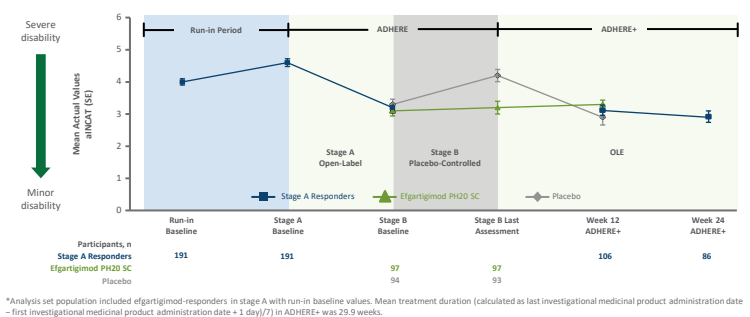 Severe
disability
Minor
disability
Mean Actual Values
aINCAT (SE)
6
5
4
3
2
1
0
Run-in Period
ADHERE
ADHERE+
Stage A
Open-Label
Stage B
Placebo-Controlled
OLE
Stage A Responders
Efgartigimod PH20 SC
Placebo
Run-in
Baseline
Stage A
Baseline
Stage B
Baseline
Stage B Last
Assessment
Week 12
ADHERE+
Week 24
ADHERE+
Participants, n
Stage A Responders 191 191 106 86
Efgartigimod PH20 SC 97 97
Placebo 94 93
*Analysis set population included efgartigimod-responders in stage A with run-in baseline values. Mean treatment duration (calculated as last investigational medicinal product administration date
– first investigational medicinal product administration date + 1 day)/7) in ADHERE+ was 29.9 weeks.